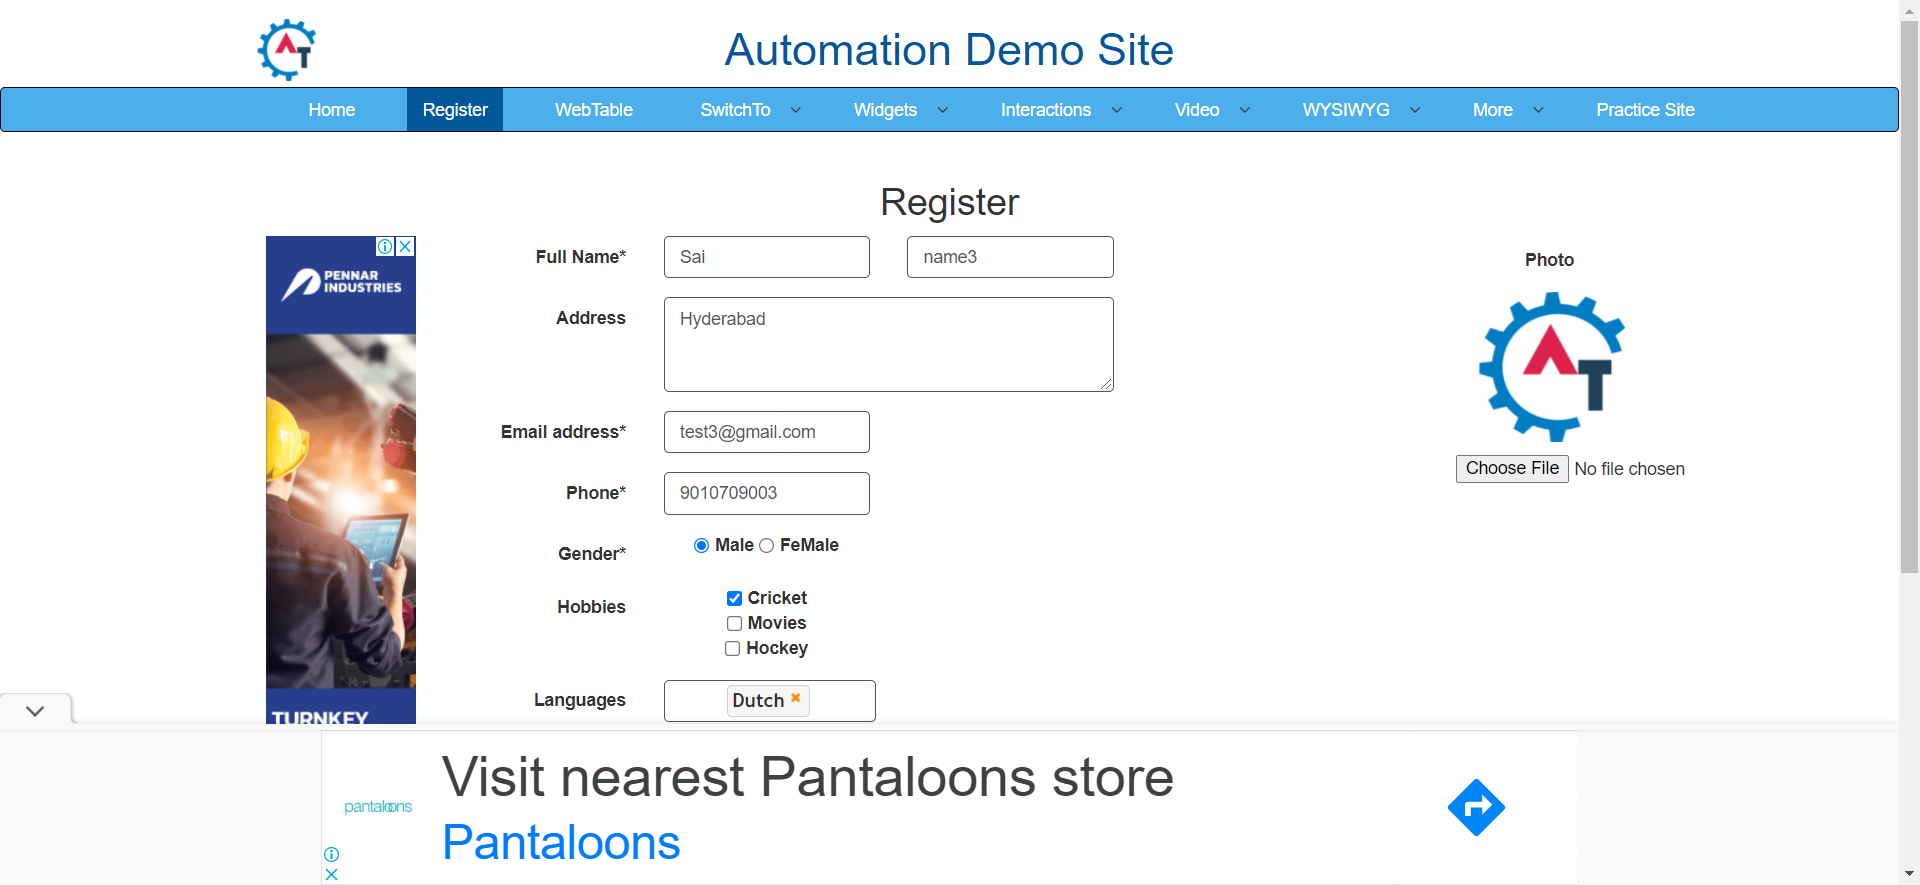 Automation Demo Site
Home Register WebTable SwitchTo Widgets Interactions Video WYSIWYG More Practice Site
Register
PENNAR
INDUSTRIES
TURNKEY
Full Name* Sai name3
Address Hyderabad
Email address* test3@gmail.com
Phone* 9010709003
Gender* Male FeMale
Hobbies Cricket
Movies
Hockey
Languages Dutch
Photo
AT
Choose File No file chosen
pantaloons
Visit nearest Pantaloons store
Pantaloons